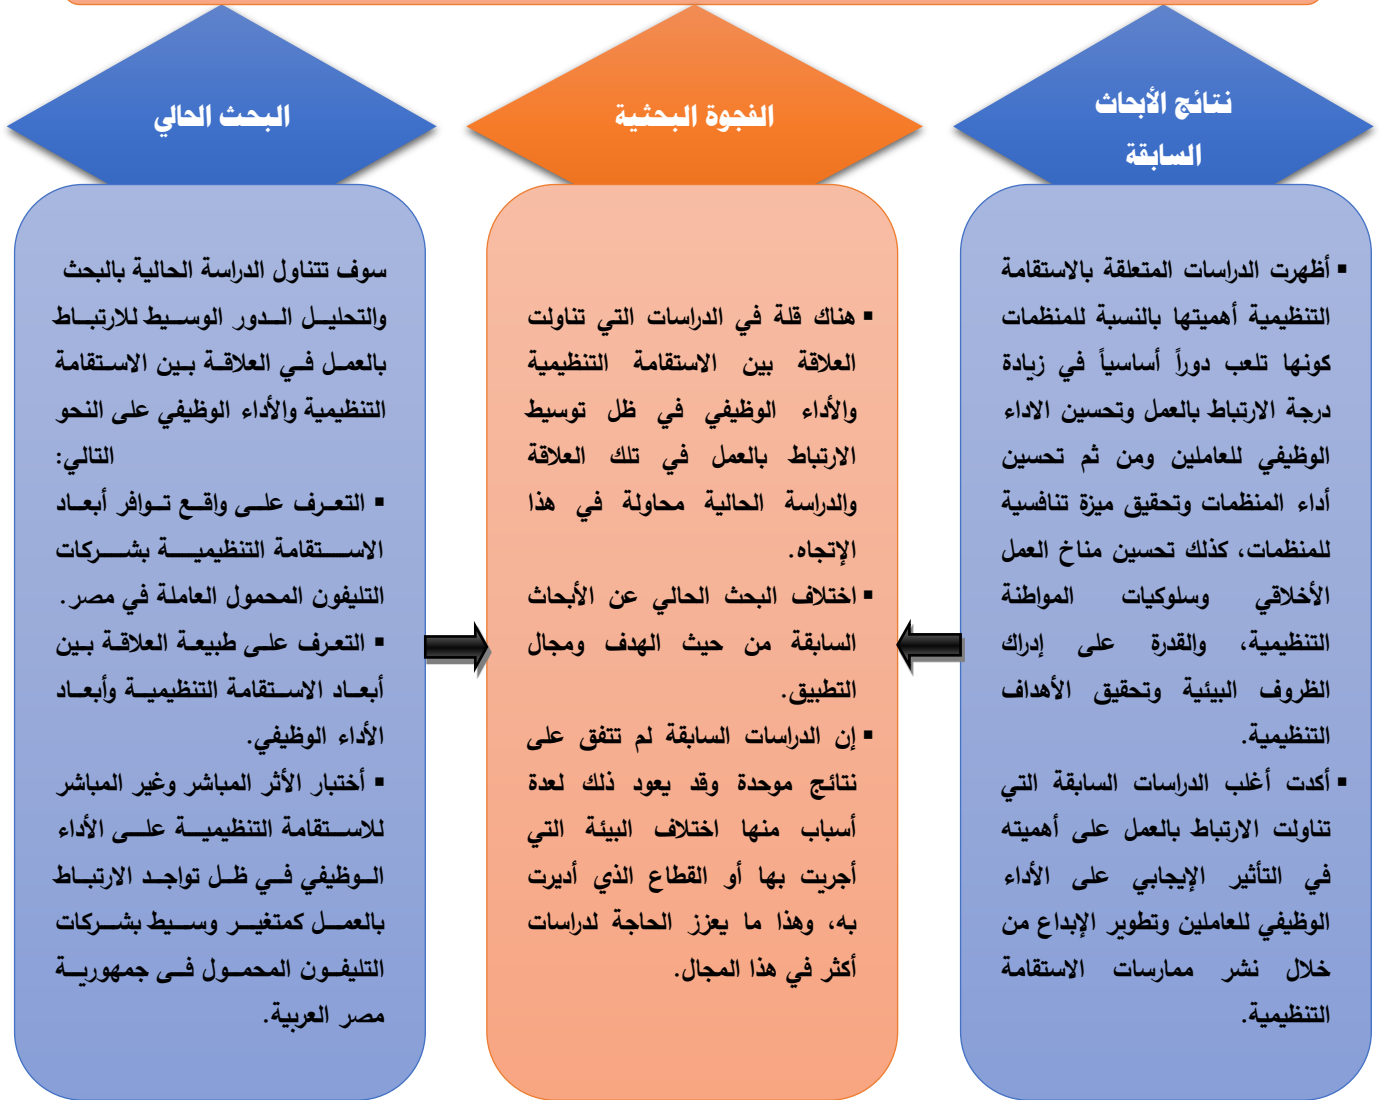 نتائج الأبحاث
السابقة
أظهرت الدراسات المتعلقة بالاستقامة
التنظيمية أهميتها بالنسبة للمنظمات
كونها تلعب دوراً أساسياً في زيادة
درجة الارتباط بالعمل وتحسين الاداء
الوظيفي للعاملين ومن ثم تحسين
أداء المنظمات وتحقيق ميزة تنافسية
للمنظمات، كذلك تحسين مناخ العمل
الأخلاقي وسلوكيات المواطنة
التنظيمية، والقدرة على إدراك
الظروف البيئية وتحقيق الأهداف
التنظيمية.
أكدت أغلب الدراسات السابقة التي
تناولت الارتباط بالعمل على أهميته
في التأثير الإيجابي على الأداء
الوظيفي للعاملين وتطوير الإبداع من
خلال نشر ممارسات الاستقامة
التنظيمية.
الفجوة البحثية
هناك قلة في الدراسات التي تناولت
العلاقة بين الاستقامة التنظيمية
والأداء الوظيفي في ظل توسيط
الارتباط بالعمل في تلك العلاقة
والدراسة الحالية محاولة في هذا
الإتجاه.
اختلاف البحث الحالي عن الأبحاث
السابقة من حيث الهدف ومجال
التطبيق.
إن الدراسات السابقة لم تتفق على
نتائج موحدة وقد يعود ذلك لعدة
أسباب منها اختلاف البيئة التي
أجريت بها أو القطاع الذي أديرت
به، وهذا ما يعزز الحاجة لدراسات
أكثر في هذا المجال.
البحث الحالي
سوف تتناول الدراسة الحالية بالبحث
والتحليل الدور الوسيط للارتباط
بالعمل في العلاقة بين الاستقامة
التنظيمية والأداء الوظيفي على النحو
التالي:
التعرف على واقع توافر أبعاد
الاستقامة التنظيمية بشركات
التليفون المحمول العاملة في مصر.
التعرف على طبيعة العلاقة بين
أبعاد الاستقامة التنظيمية وأبعاد
الأداء الوظيفي.
أختبار الأثر المباشر وغير المباشر
للاستقامة التنظيمية على الأداء
الوظيفي في ظل تواجد الارتباط
بالعمل كمتغير وسيط بشركات
التليفون المحمول فى جمهورية
مصر العربية.